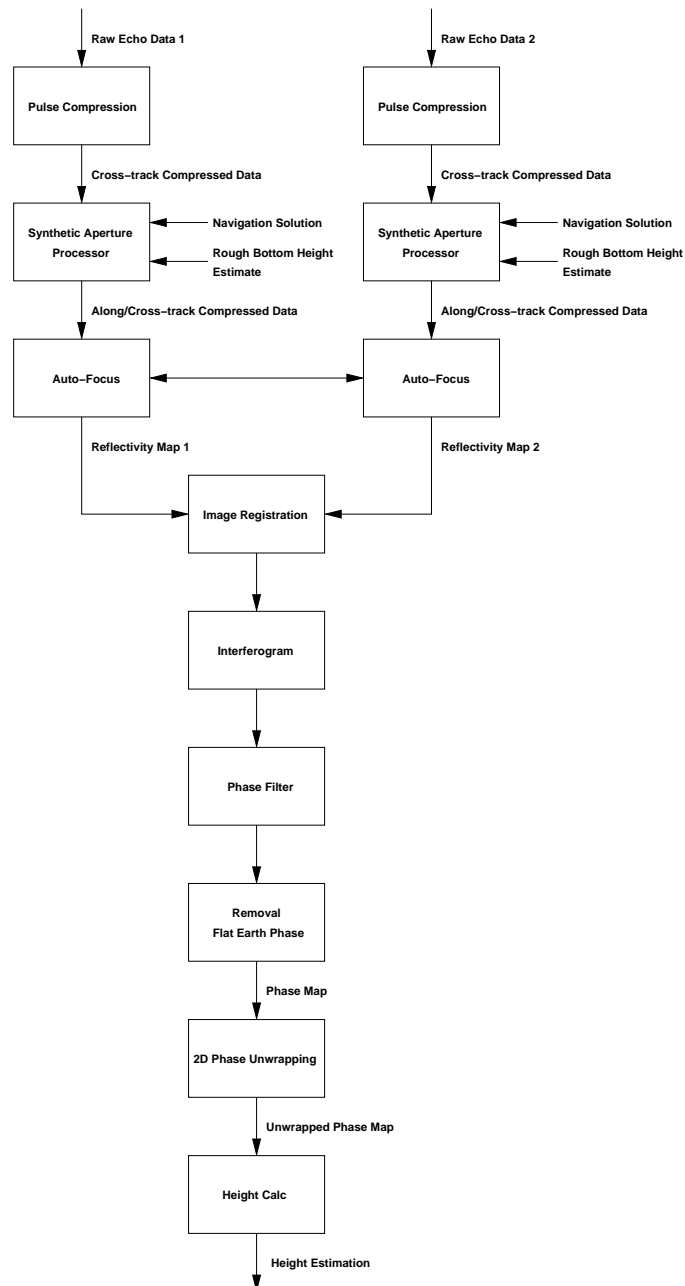 Raw Echo Data 1
Raw Echo Data 2
Pulse Compression
Pulse Compression
Cross-track Compressed Data
Cross-track Compressed Data
Synthetic Aperture
Processor
Navigation Solution
Rough Bottom Height
Estimate
Synthetic Aperture
Processor
Navigation Solution
Rough Bottom Height
Estimate
Along/Cross-track Compressed Data
Along/Cross-track Compressed Data
Auto-Focus
Auto-Focus
Reflectivity Map 1
Reflectivity Map 2
Image Registration
Interferogram
Phase Filter
Removal
Flat Earth Phase
Phase Map
2D Phase Unwrapping
Unwrapped Phase Map
Height Calc
Height Estimation